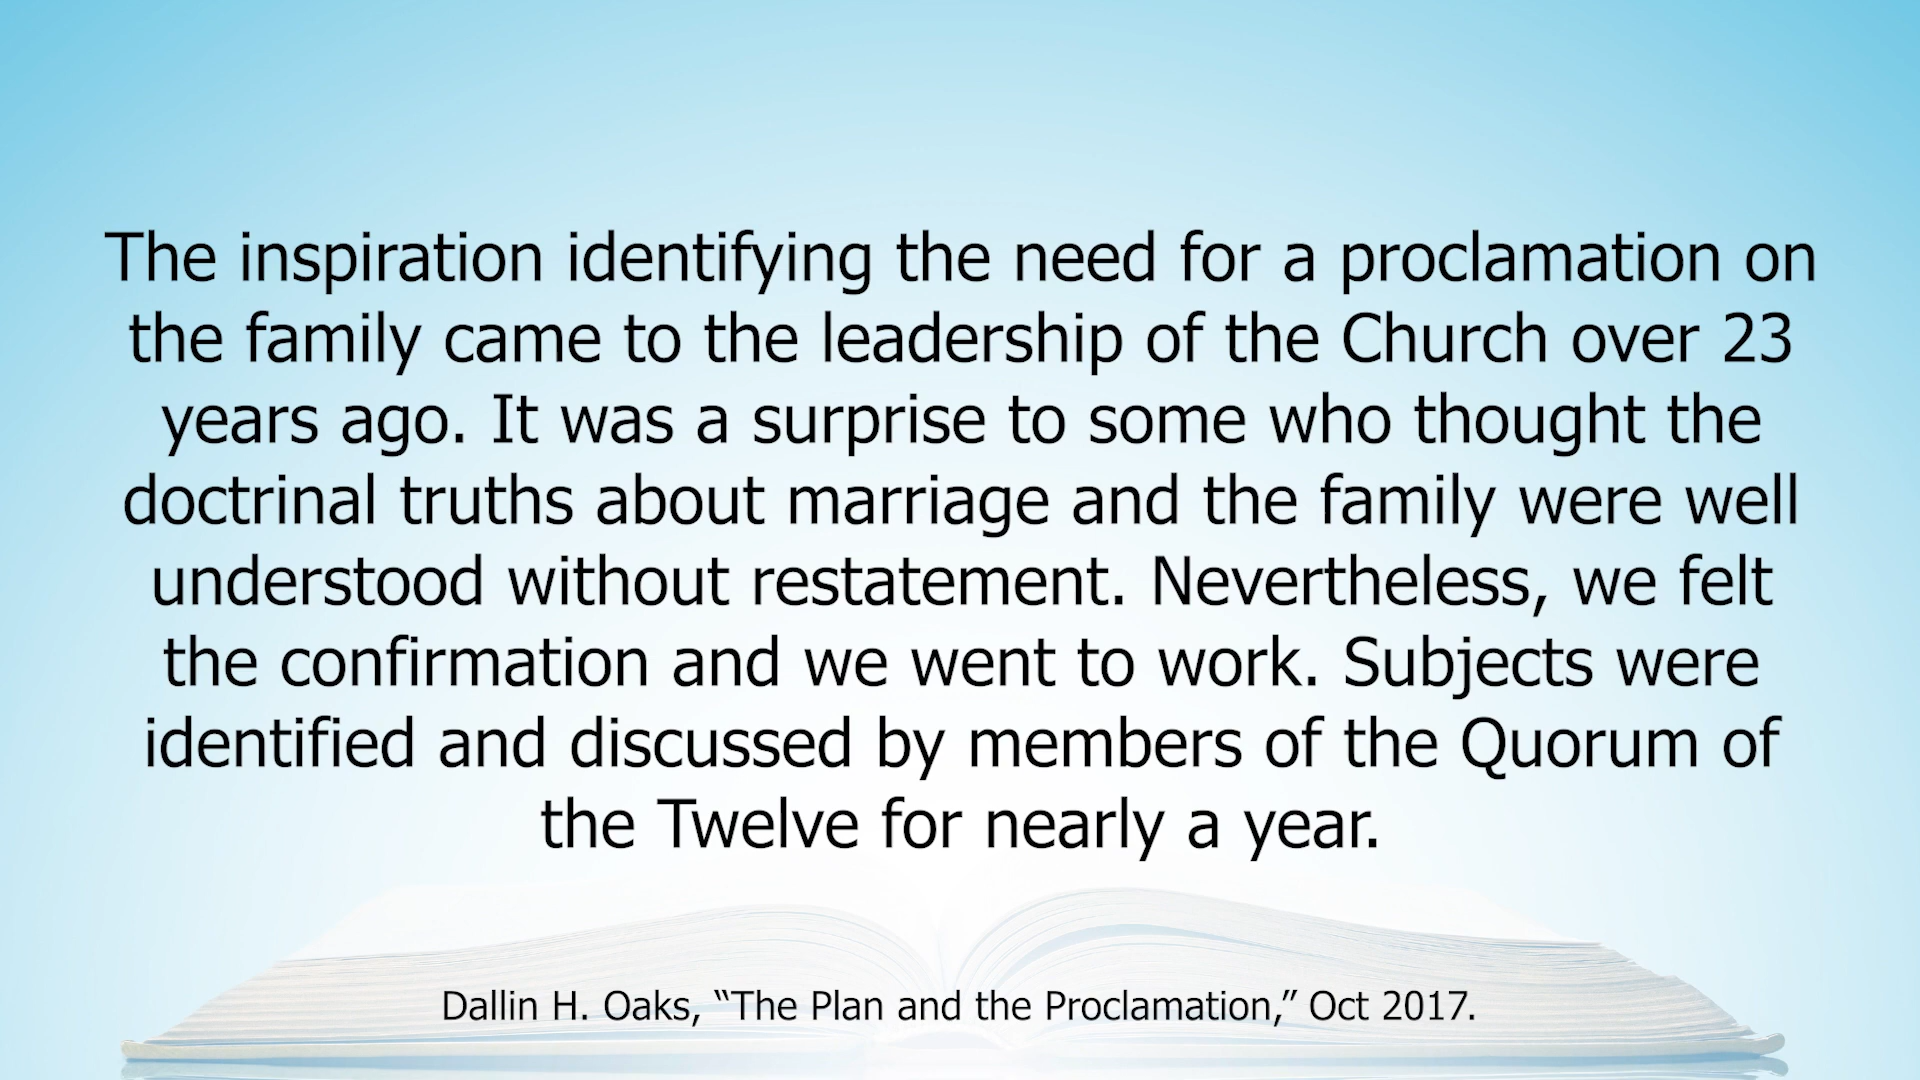 The inspiration identifying the need for a proclamation on
the family came to the leadership of the Church over 23
years ago. It was a surprise to some who thought the
doctrinal truths about marriage and the family were well
understood without restatement. Nevertheless, we felt
the confirmation and we went to work. Subjects were
identified and discussed by members of the Quorum of
the Twelve for nearly a year.
Dallin H. Oaks, “The Plan and the Proclamation,” Oct 2017.